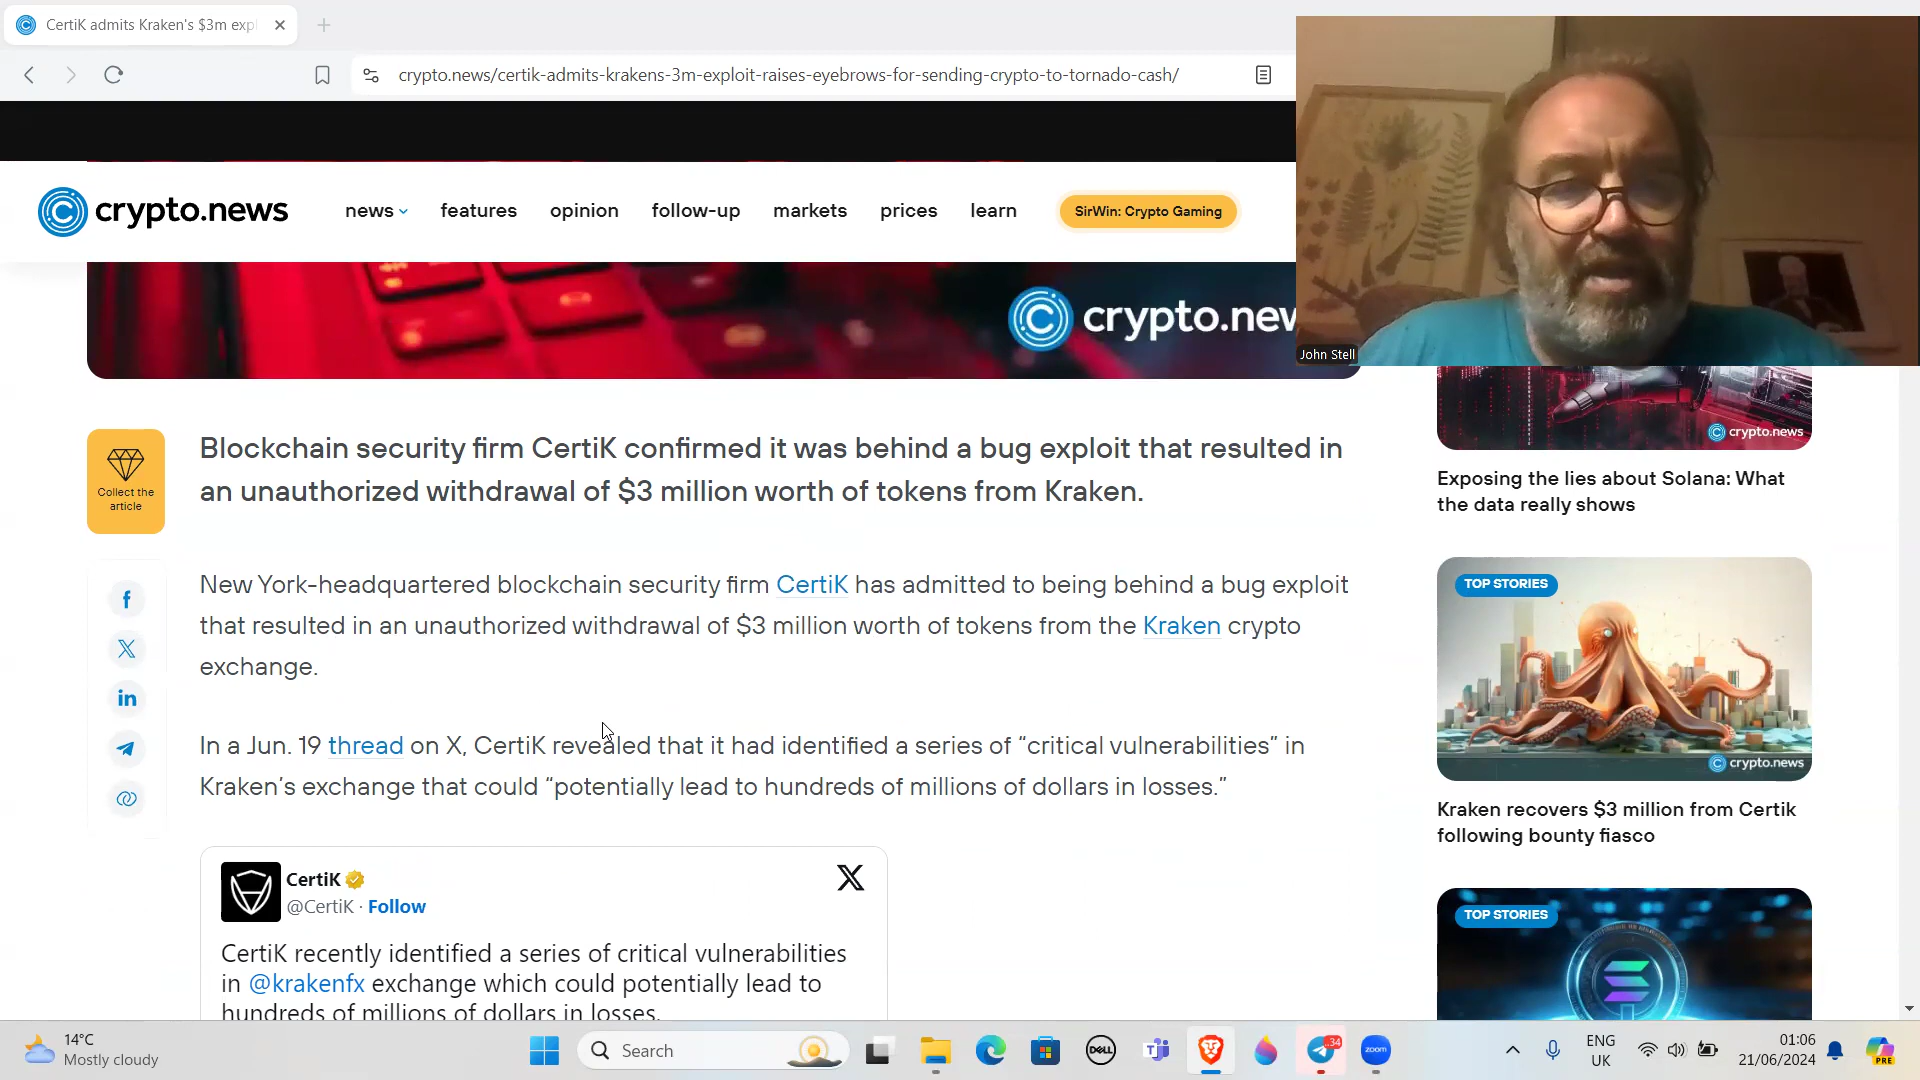 CertiK admits Kraken's $3m exp
crypto.news/certik-admits-krakens-3m-exploit-raises-eyebrows-for-sending-crypto-to-tornado-cash/
crypto.news
news
features
opinion
follow-up
markets
prices
learn
SirWin: Crypto Gaming
crypto.new
John Stell
Collect the
article
Blockchain security firm CertiK confirmed it was behind a bug exploit that resulted in
an unauthorized withdrawal of $3 million worth of tokens from Kraken.
New York-headquartered blockchain security firm CertiK has admitted to being behind a bug exploit
that resulted in an unauthorized withdrawal of $3 million worth of tokens from the Kraken crypto
exchange.
In a Jun. 19 thread on X, CertiK revealed that it had identified a series of “critical vulnerabilities” in
Kraken’s exchange that could “potentially lead to hundreds of millions of dollars in losses.”
CertiK
@CertiK · Follow
CertiK recently identified a series of critical vulnerabilities
in @krakenfx exchange which could potentially lead to
hundreds of millions of dollars in losses.
crypto.news
Exposing the lies about Solana: What
the data really shows
TOP STORIES
crypto.news
Kraken recovers $3 million from Certik
following bounty fiasco
TOP STORIES
14°C
Mostly cloudy
Search
DELL
34
zoom
ENG
UK
01:06
21/06/2024
PRE